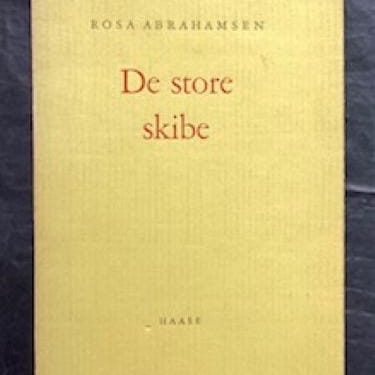 ROSA ABRAHAMSEN
De store
skibe
HAASE